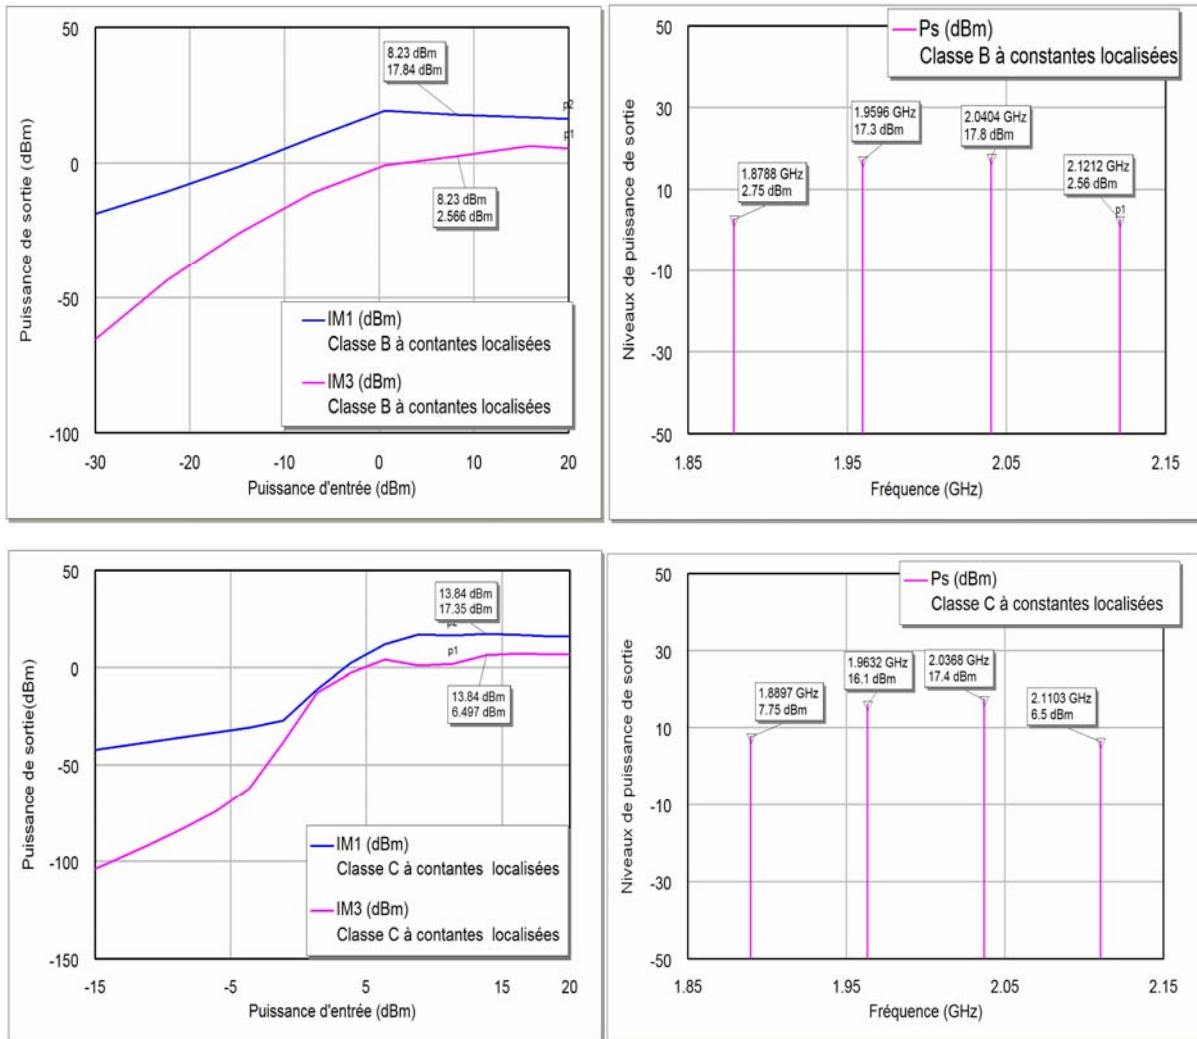 50
0
-50
-100
Puissance de sortie (dBm)
8.23 dBm
17.84 dBm
p2
p1
8.23 dBm
2.566 dBm
IM1 (dBm)
Classe B à contantes localisées
IM3 (dBm)
Classe B à contantes localisées
-30
-20
-10
0
10
20
Puissance d'entrée (dBm)
50
30
10
-10
-30
-50
Niveaux de puissance de sortie
Ps (dBm)
Classe B à constantes localisées
1.8788 GHz
2.75 dBm
1.9596 GHz
17.3 dBm
2.0404 GHz
17.8 dBm
2.1212 GHz
2.56 dBm
p1
1.85
1.95
2.05
2.15
Fréquence (GHz)
50
0
-50
-100
-150
Puissance de sortie(dBm)
13.84 dBm
17.35 dBm
p2
p1
13.84 dBm
6.497 dBm
IM1 (dBm)
Classe C à contantes localisées
IM3 (dBm)
Classe C à contantes localisées
-15
-5
5
15
20
Puissance d'entrée (dBm)
50
30
10
-10
-30
-50
Niveaux de puissance de sortie
Ps (dBm)
Classe C à constantes localisées
1.8897 GHz
7.75 dBm
1.9632 GHz
16.1 dBm
2.0368 GHz
17.4 dBm
2.1103 GHz
6.5 dBm
1.85
1.95
2.05
2.15
Fréquence (GHz)